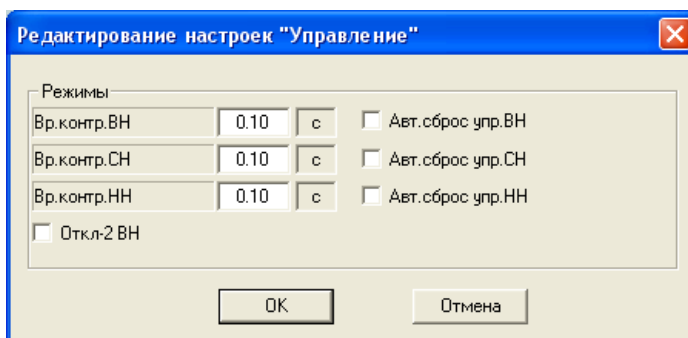 Редактирование настроек "Управление"
Режимы
Вр.контр.ВН 0.10 с Авт.сброс упр.ВН
Вр.контр.СН 0.10 с Авт.сброс упр.СН
Вр.контр.НН 0.10 с Авт.сброс упр.НН
Откл-2 ВН
OK Отмена